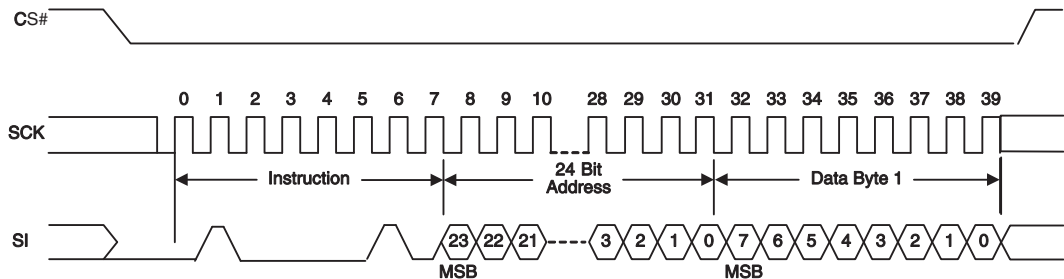 CS#
0 1 2 3 4 5 6 7 8 9 10 28 29 30 31 32 33 34 35 36 37 38 39
SCK
Instruction 24 Bit Address Data Byte 1
SI 23 22 21 3 2 1 0 7 6 5 4 3 2 1 0
MSB MSB